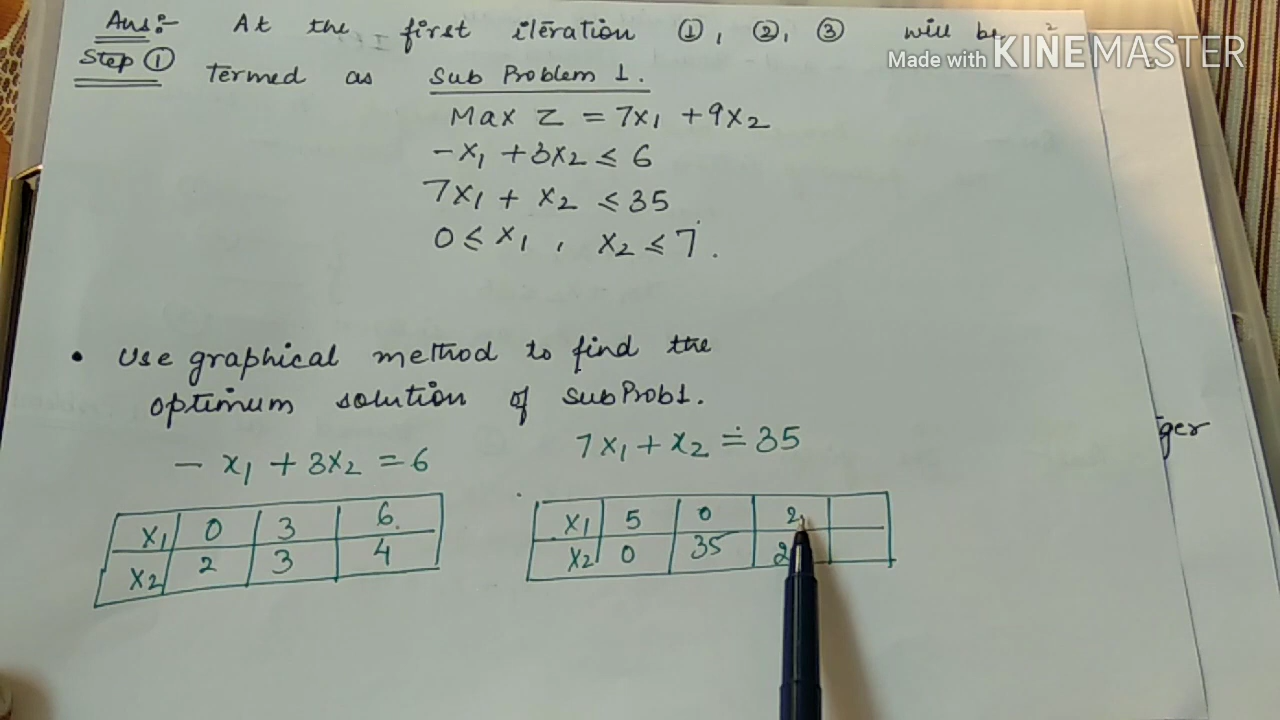 Ans:- At the first iteration ①, ②, ③ will be
Made with KINEMASTER
Step ① termed as Sub Problem 1.
Max Z = 7x₁ + 9x₂
-x₁ + 3x₂ ≤ 6
7x₁ + x₂ ≤ 35
0 ≤ x₁ , x₂ ≤ 7.
• Use graphical method to find the
optimum solution of SubProb1.
ger
- x₁ + 3x₂ = 6
7x₁ + x₂ = 35
x₁ 0 3 6
x₂ 2 3 4
x₁ 5 0 2
x₂ 0 35 2